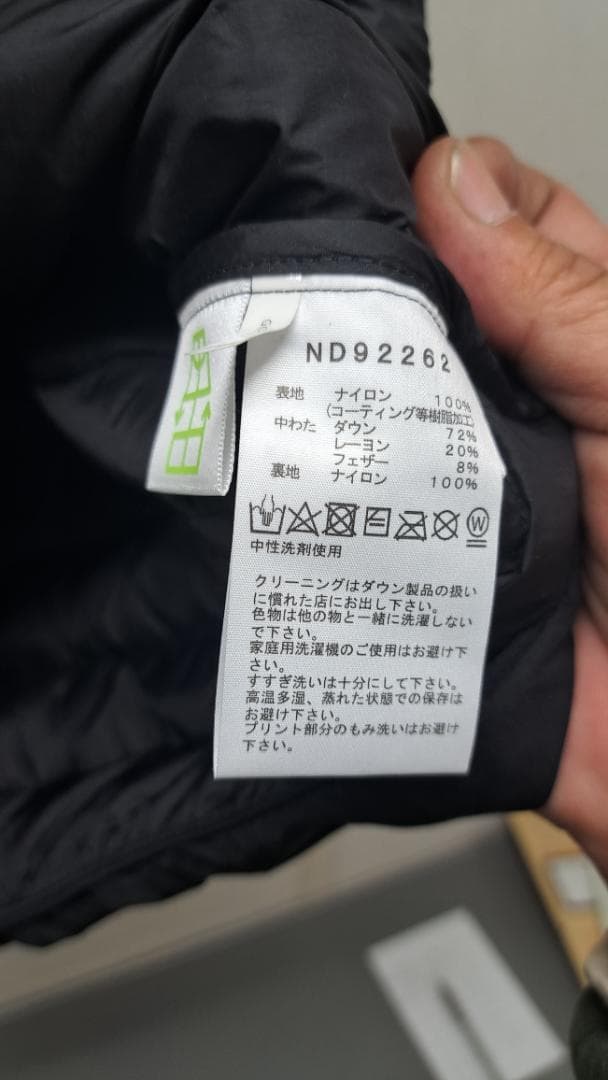 ND92262
表地 ナイロン 100%
(コーティング等樹脂加工)
中わた ダウン 72%
レーヨン 20%
フェザー 8%
裏地 ナイロン 100%
W
中性洗剤使用
クリーニングはダウン製品の扱い
に慣れた店にお出し下さい。
色物は他の物と一緒に洗濯しない
で下さい。
家庭用洗濯機のご使用はお避け下
さい。
すすぎ洗いは十分にして下さい。
高温多湿、蒸れた状態での保存は
お避け下さい。
プリント部分のもみ洗いはお避け
下さい。